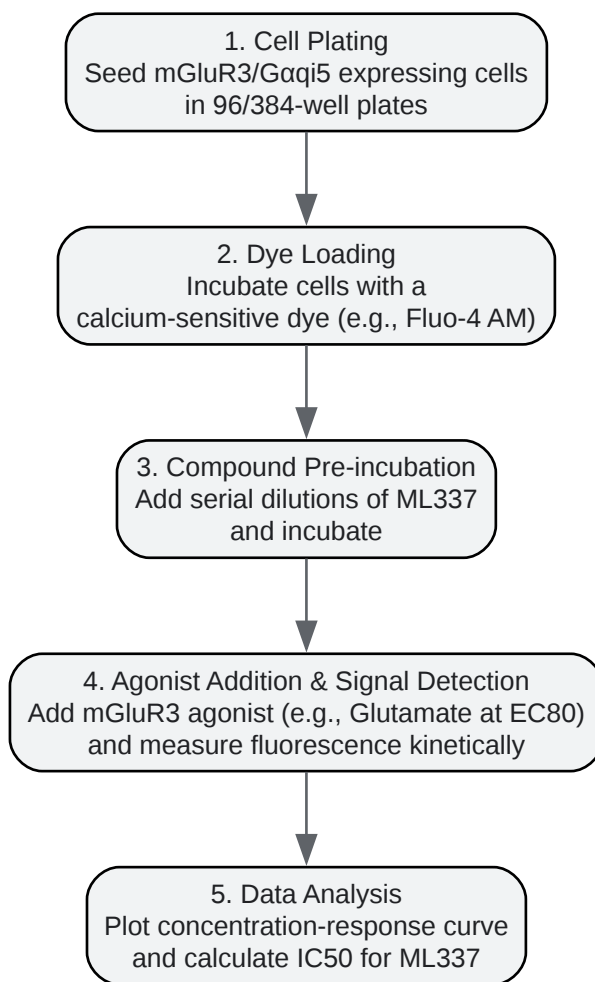 1. Cell Plating
Seed mGluR3/Gαqi5 expressing cells
in 96/384-well plates
2. Dye Loading
Incubate cells with a
calcium-sensitive dye (e.g., Fluo-4 AM)
3. Compound Pre-incubation
Add serial dilutions of ML337
and incubate
4. Agonist Addition & Signal Detection
Add mGluR3 agonist (e.g., Glutamate at EC80)
and measure fluorescence kinetically
5. Data Analysis
Plot concentration-response curve
and calculate IC50 for ML337